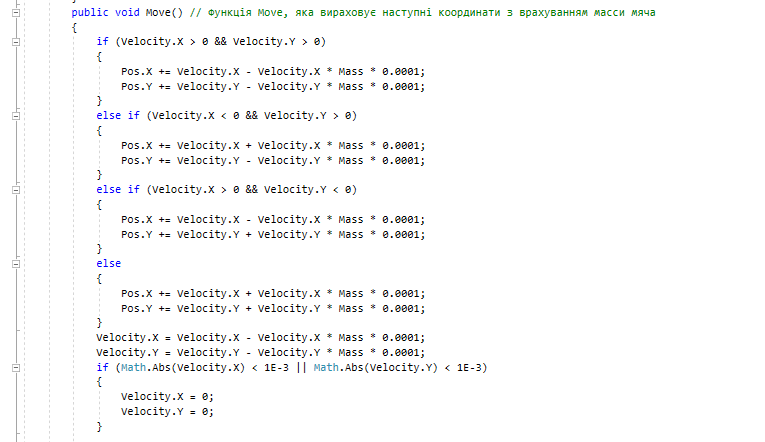 }
public void Move() // Функція Move, яка вираховує наступні координати з врахуванням масси мяча
{
if (Velocity.X > 0 && Velocity.Y > 0)
{
Pos.X += Velocity.X - Velocity.X * Mass * 0.0001;
Pos.Y += Velocity.Y - Velocity.Y * Mass * 0.0001;
}
else if (Velocity.X < 0 && Velocity.Y > 0)
{
Pos.X += Velocity.X + Velocity.X * Mass * 0.0001;
Pos.Y += Velocity.Y - Velocity.Y * Mass * 0.0001;
}
else if (Velocity.X > 0 && Velocity.Y < 0)
{
Pos.X += Velocity.X - Velocity.X * Mass * 0.0001;
Pos.Y += Velocity.Y + Velocity.Y * Mass * 0.0001;
}
else
{
Pos.X += Velocity.X + Velocity.X * Mass * 0.0001;
Pos.Y += Velocity.Y + Velocity.Y * Mass * 0.0001;
}
Velocity.X = Velocity.X - Velocity.X * Mass * 0.0001;
Velocity.Y = Velocity.Y - Velocity.Y * Mass * 0.0001;
if (Math.Abs(Velocity.X) < 1E-3 || Math.Abs(Velocity.Y) < 1E-3)
{
Velocity.X = 0;
Velocity.Y = 0;
}